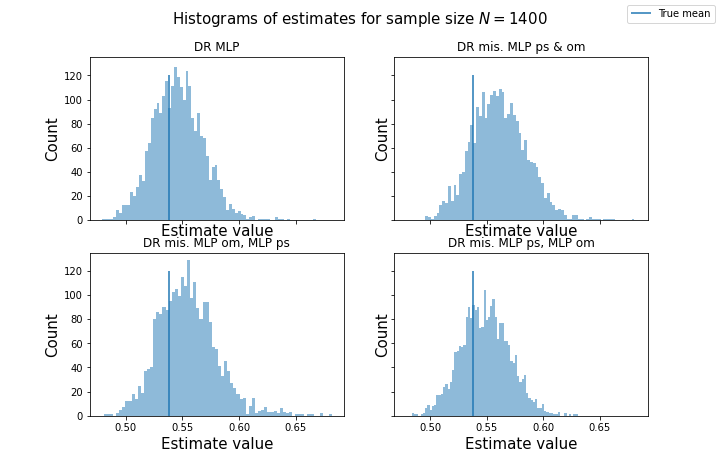 Histograms of estimates for sample size N = 1400
True mean
DR MLP
DR mis. MLP ps & om
120
100
80
60
40
20
0
Count
Count
Estimate value
Estimate value
DR mis. MLP om, MLP ps
DR mis. MLP ps, MLP om
120
100
80
60
40
20
0
Count
Count
0.50 0.55 0.60 0.65
0.50 0.55 0.60 0.65
Estimate value
Estimate value